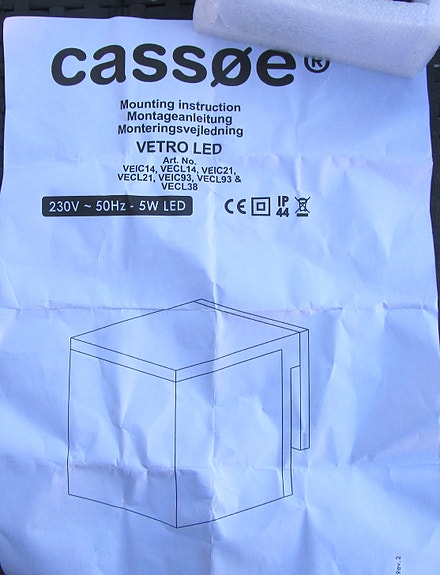 cassøe®
Mounting instruction
Montageanleitung
Monteringsvejledning
VETRO LED
Art. No.
VEIC14, VECL14, VEIC21,
VECL21, VEIC93, VECL93 &
VECL38
230V ~ 50Hz - 5W LED
CE IP
44
Rev. 2